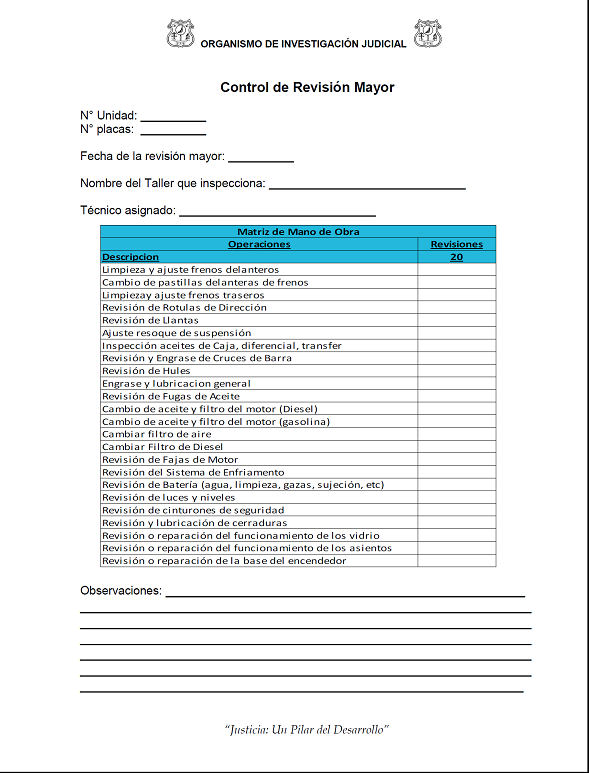 ORGANISMO DE INVESTIGACIÓN JUDICIAL
Control de Revisión Mayor
N° Unidad: __________
N° placas: __________
Fecha de la revisión mayor: __________
Nombre del Taller que inspecciona: ______________________________
Técnico asignado: ______________________________
Matriz de Mano de Obra
Operaciones Revisiones
Descripcion 20
Limpieza y ajuste frenos delanteros
Cambio de pastillas delanteras de frenos
Limpiezay ajuste frenos traseros
Revisión de Rotulas de Dirección
Revisión de Llantas
Ajuste resoque de suspensión
Inspección aceites de Caja, diferencial, transfer
Revisión y Engrase de Cruces de Barra
Revisión de Hules
Engrase y lubricacion general
Revisión de Fugas de Aceite
Cambio de aceite y filtro del motor (Diesel)
Cambio de aceite y filtro del motor (gasolina)
Cambiar filtro de aire
Cambiar Filtro de Diesel
Revisión de Fajas de Motor
Revisión del Sistema de Enfriamento
Revisión de Batería (agua, limpieza, gazas, sujeción, etc)
Revisión de luces y niveles
Revisión de cinturones de seguridad
Revisión y lubricación de cerraduras
Revisión o reparación del funcionamiento de los vidrio
Revisión o reparación del funcionamiento de los asientos
Revisión o reparación de la base del encendedor
Observaciones: ______________________________
“Justicia: Un Pilar del Desarrollo”